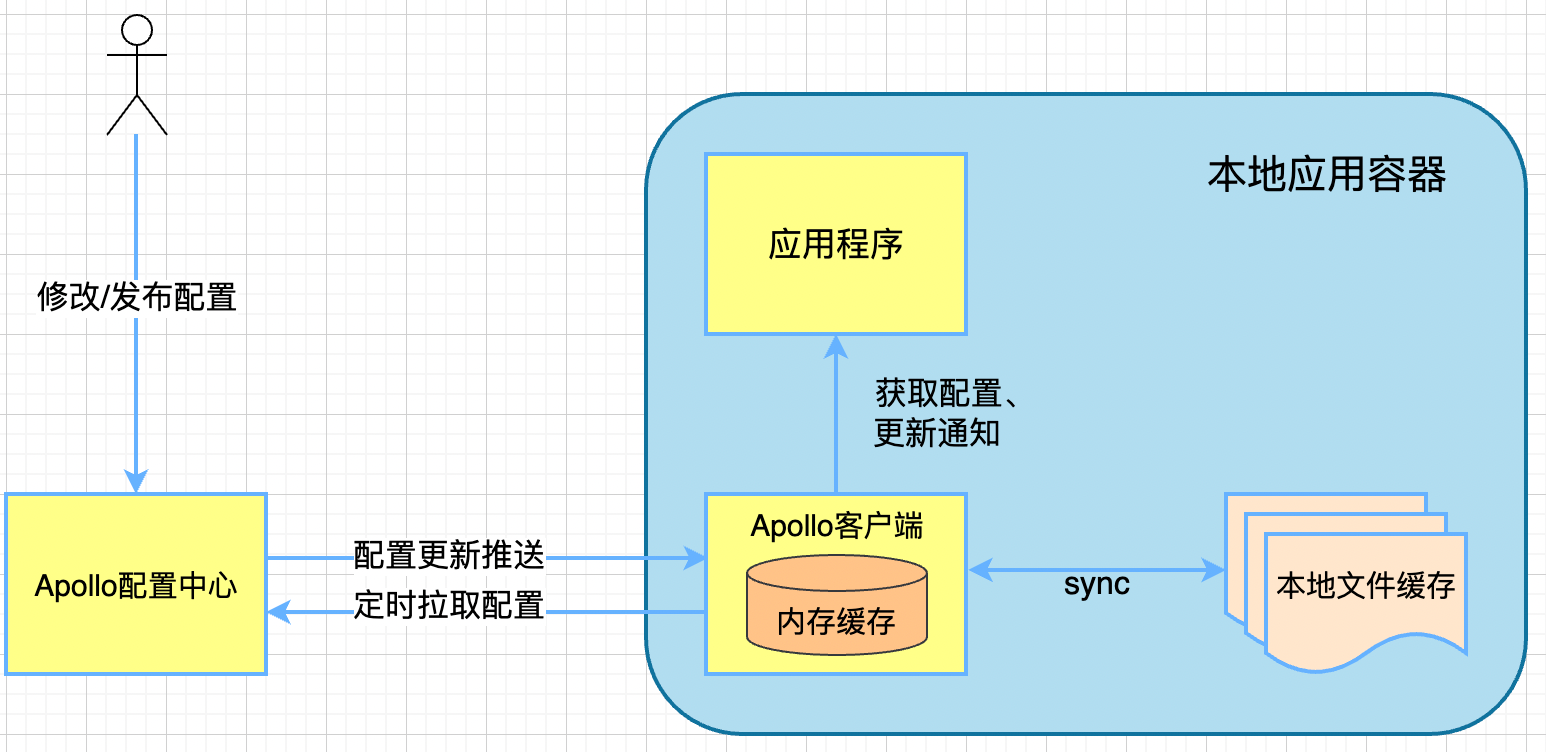 本地应用容器
应用程序
修改/发布配置
获取配置、
更新通知
Apollo客户端
配置更新推送
Apollo配置中心
sync
本地文件缓存
定时拉取配置
内存缓存